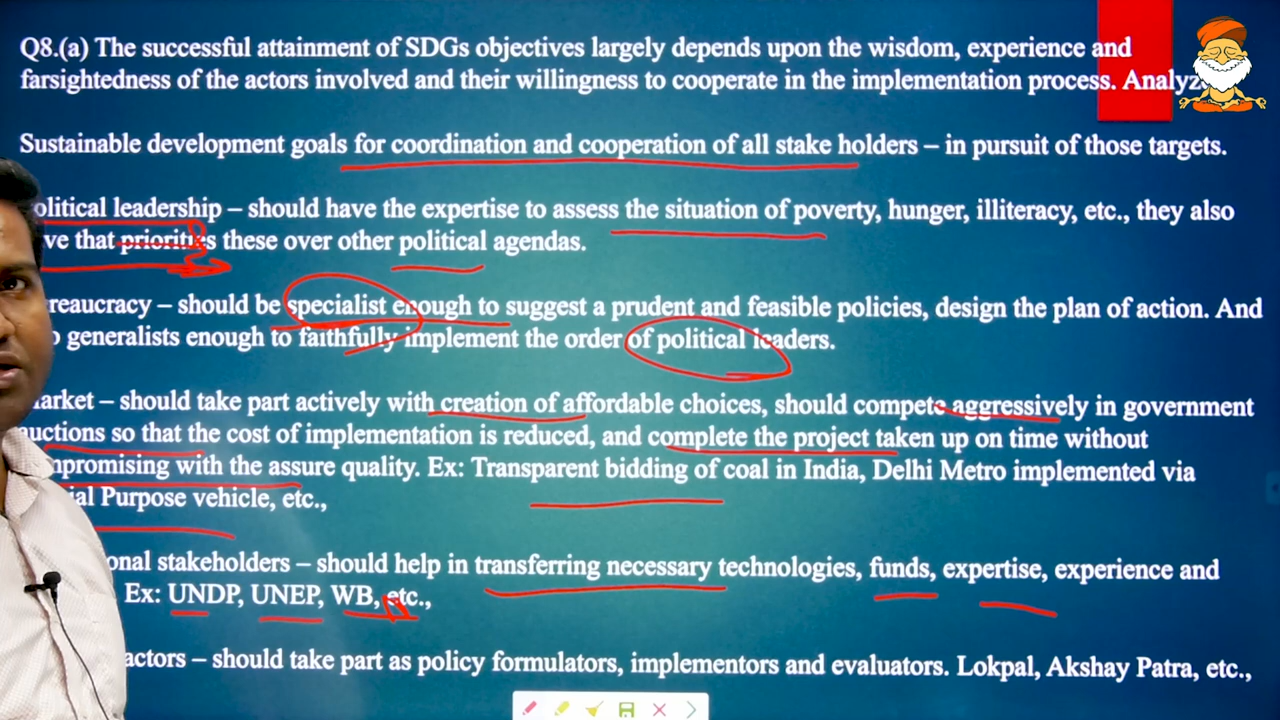 Q8.(a) The successful attainment of SDGs objectives largely depends upon the wisdom, experience and
farsightedness of the actors involved and their willingness to cooperate in the implementation process. Analyz
Sustainable development goals for coordination and cooperation of all stake holders – in pursuit of those targets.
olitical leadership – should have the expertise to assess the situation of poverty, hunger, illiteracy, etc., they also
ve that priorities these over other political agendas.
reaucracy – should be specialist enough to suggest a prudent and feasible policies, design the plan of action. And
generalists enough to faithfully implement the order of political leaders.
arket – should take part actively with creation of affordable choices, should compete aggressively in government
uctions so that the cost of implementation is reduced, and complete the project taken up on time without
mpromising with the assure quality. Ex: Transparent bidding of coal in India, Delhi Metro implemented via
ial Purpose vehicle, etc.,
onal stakeholders – should help in transferring necessary technologies, funds, expertise, experience and
Ex: UNDP, UNEP, WB, etc.,
actors – should take part as policy formulators, implementors and evaluators. Lokpal, Akshay Patra, etc.,